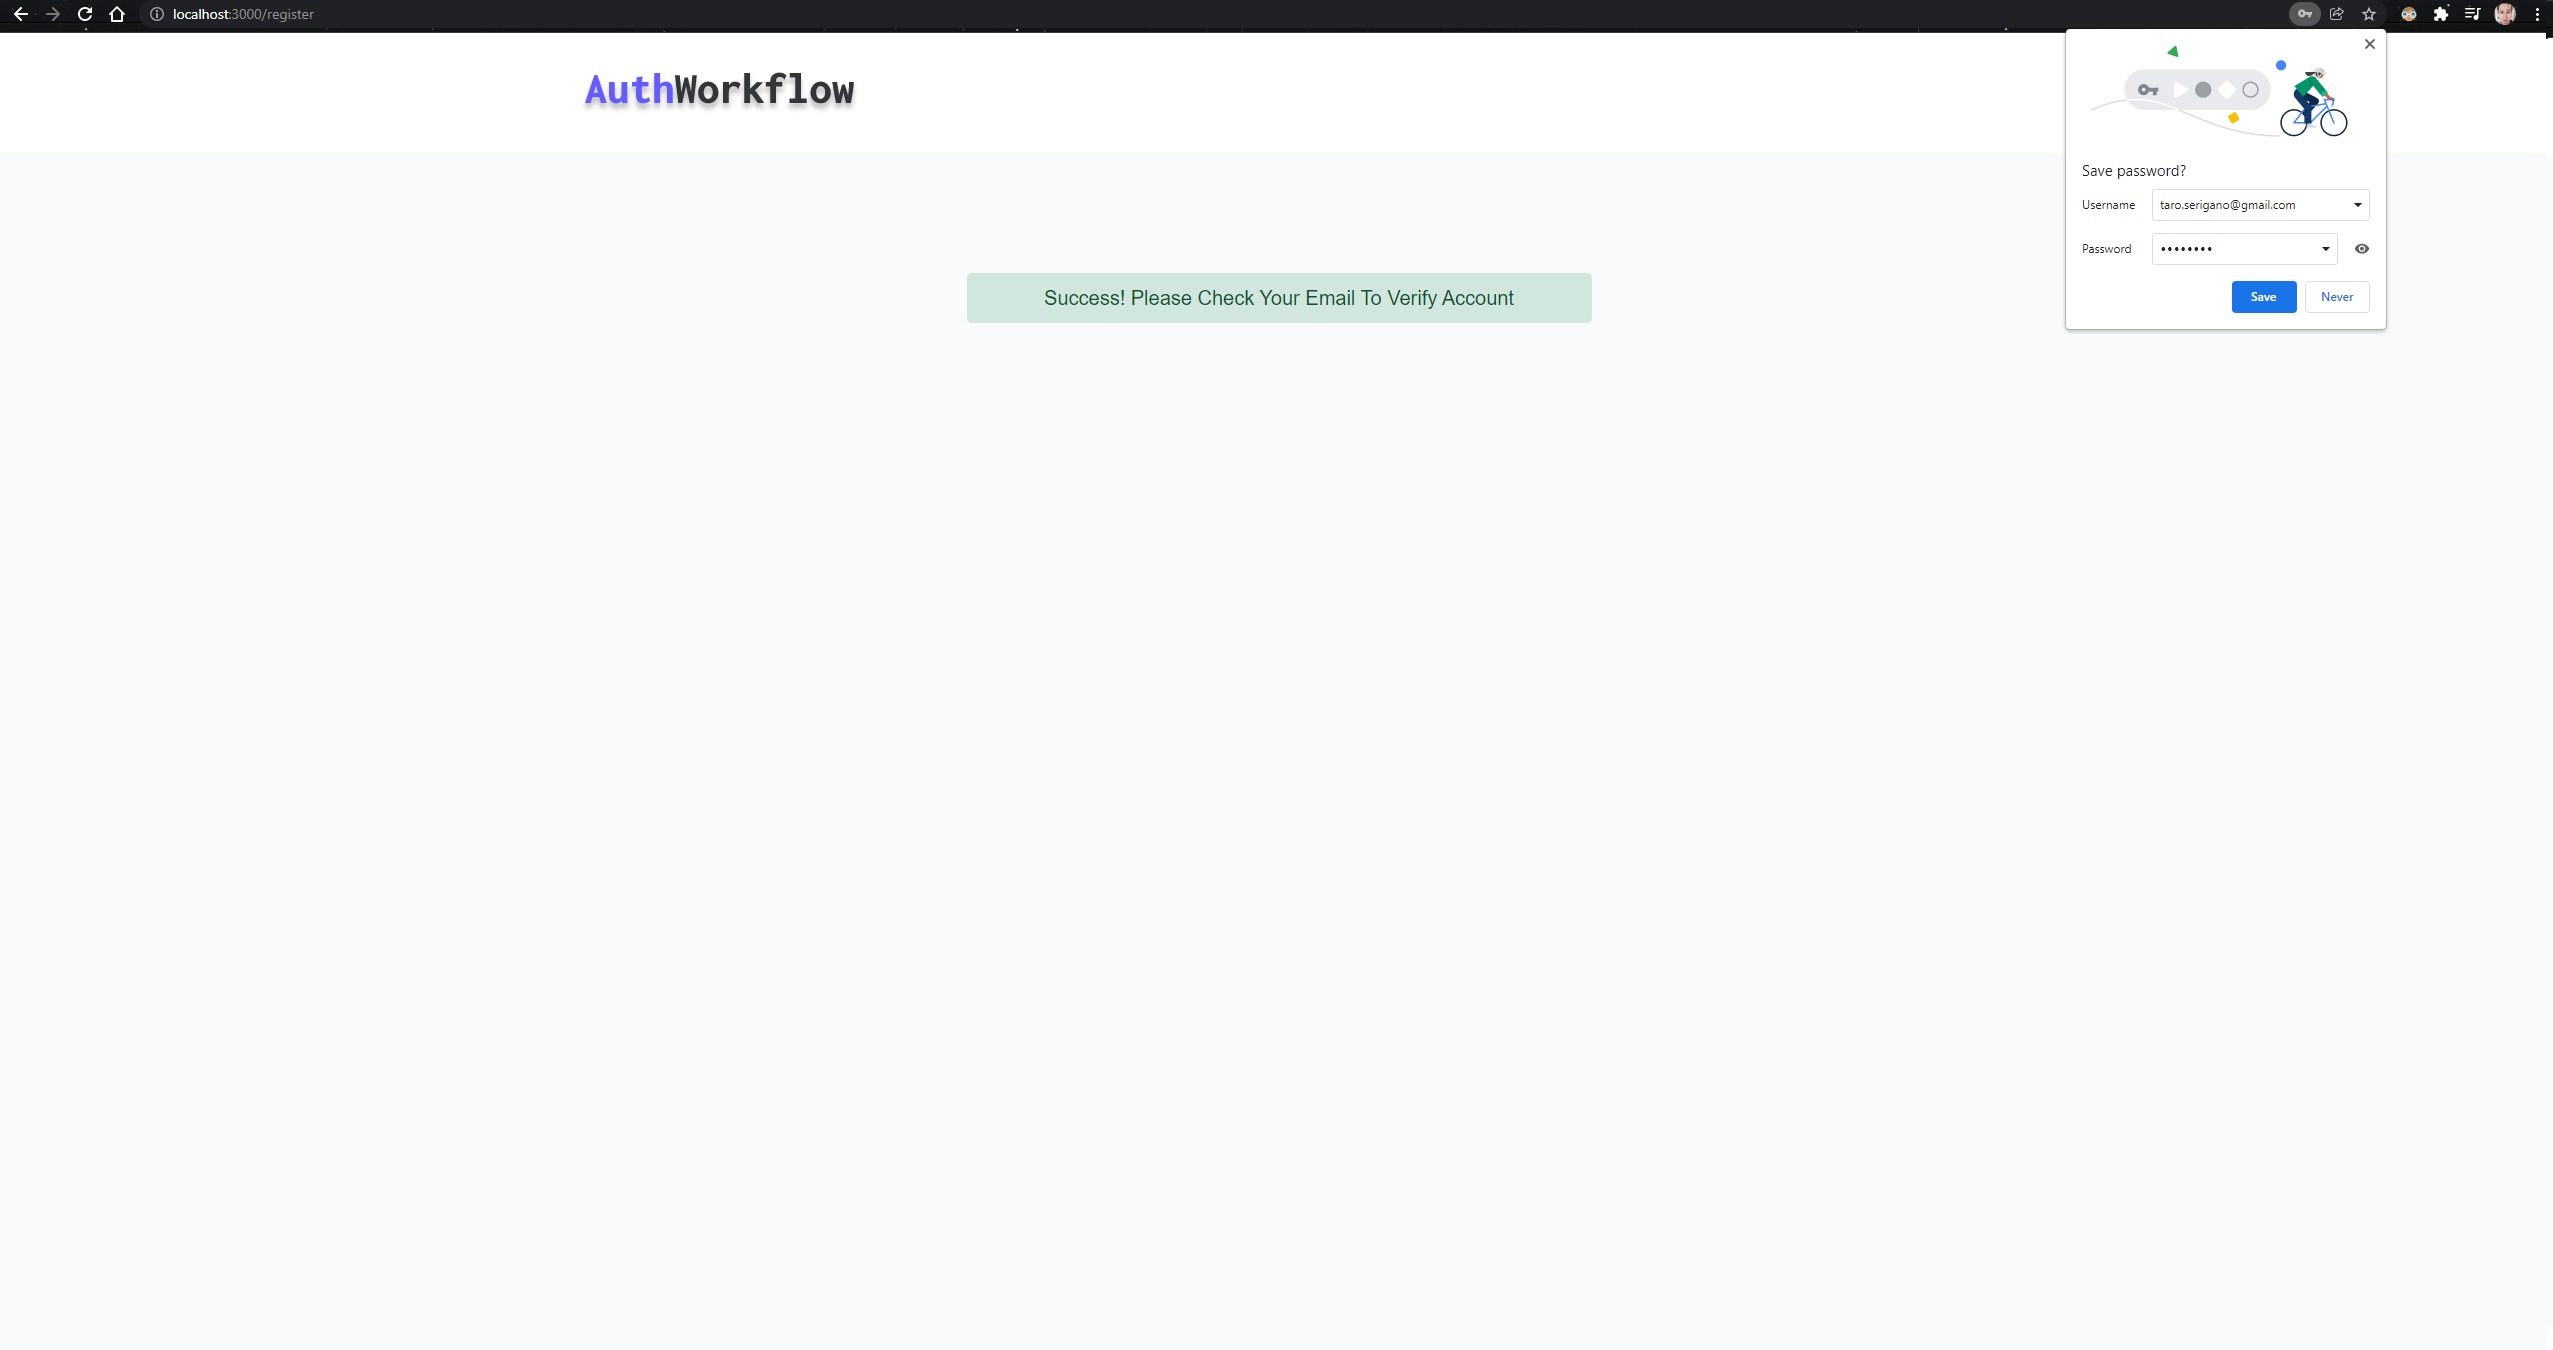 localhost:3000/register
AuthWorkflow
Success! Please Check Your Email To Verify Account
Save password?
Username taro.serigano@gmail.com
Password ••••••••
Save Never